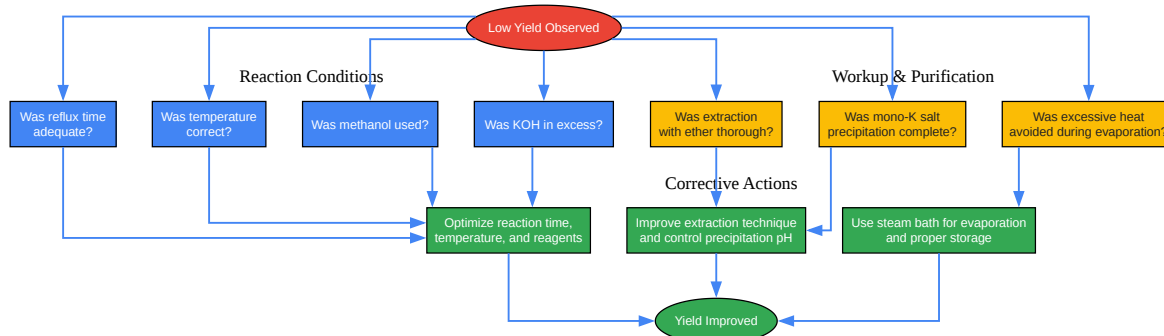 Low Yield Observed
Reaction Conditions
Workup & Purification
Was reflux time
adequate?
Was temperature
correct?
Was methanol used?
Was KOH in excess?
Was extraction
with ether thorough?
Was mono-K salt
precipitation complete?
Was excessive heat
avoided during evaporation?
Corrective Actions
Optimize reaction time,
temperature, and reagents
Improve extraction technique
and control precipitation pH
Use steam bath for evaporation
and proper storage
Yield Improved